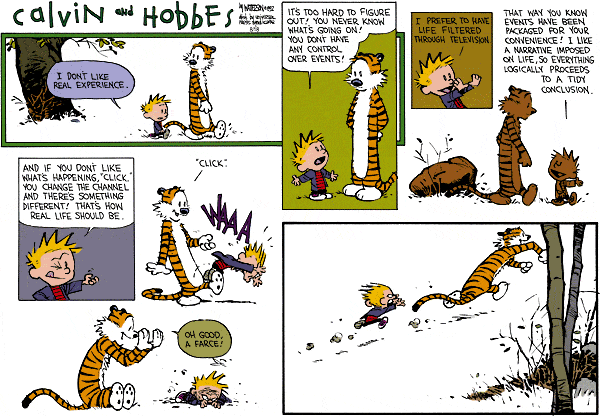 calvin and HobbEs
I DON'T LIKE
REAL EXPERIENCE.
IT'S TOO HARD TO FIGURE
OUT! YOU NEVER KNOW
WHAT'S GOING ON!
YOU DON'T HAVE
ANY CONTROL
OVER EVENTS!
I PREFER TO HAVE
LIFE FILTERED
THROUGH TELEVISION.
THAT WAY YOU KNOW
EVENTS HAVE BEEN
PACKAGED FOR YOUR
CONVENIENCE! I LIKE
A NARRATIVE IMPOSED
ON LIFE, SO EVERYTHING
LOGICALLY PROCEEDS
TO A TIDY
CONCLUSION.
AND IF YOU DON'T LIKE
WHAT'S HAPPENING, "CLICK,"
YOU CHANGE THE CHANNEL
AND THERE'S SOMETHING
DIFFERENT! THAT'S HOW
REAL LIFE SHOULD BE.
"CLICK."
WAAA
OH GOOD,
A FARCE!